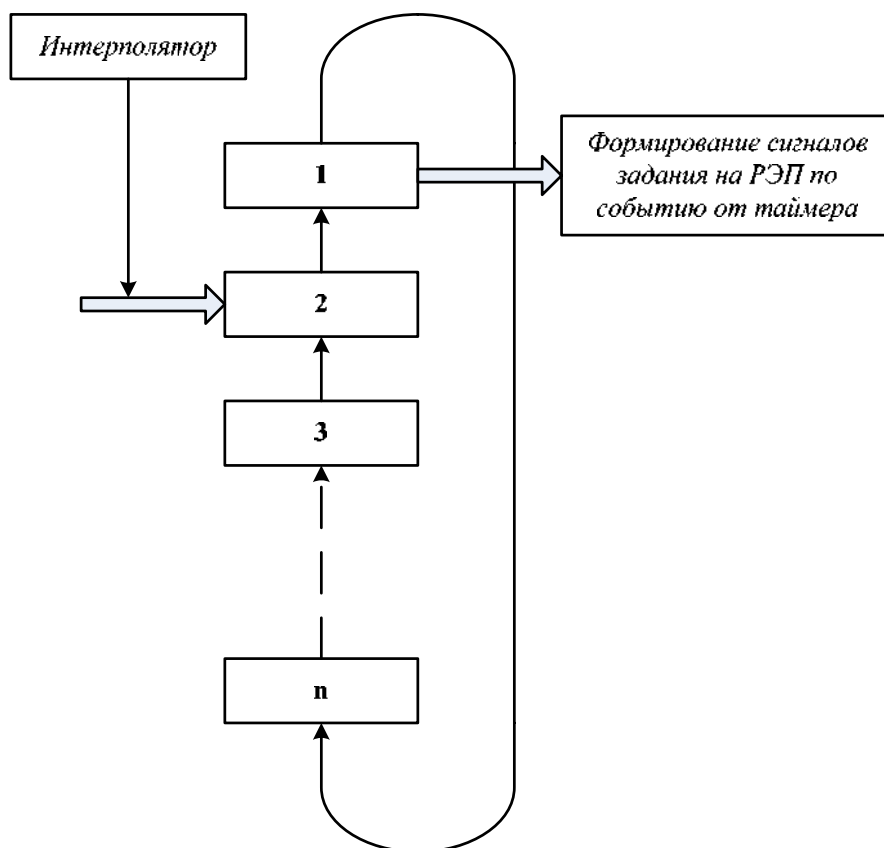 Интерполятор
1
Формирование сигналов
задания на РЭП по
событию от таймера
2
3
n